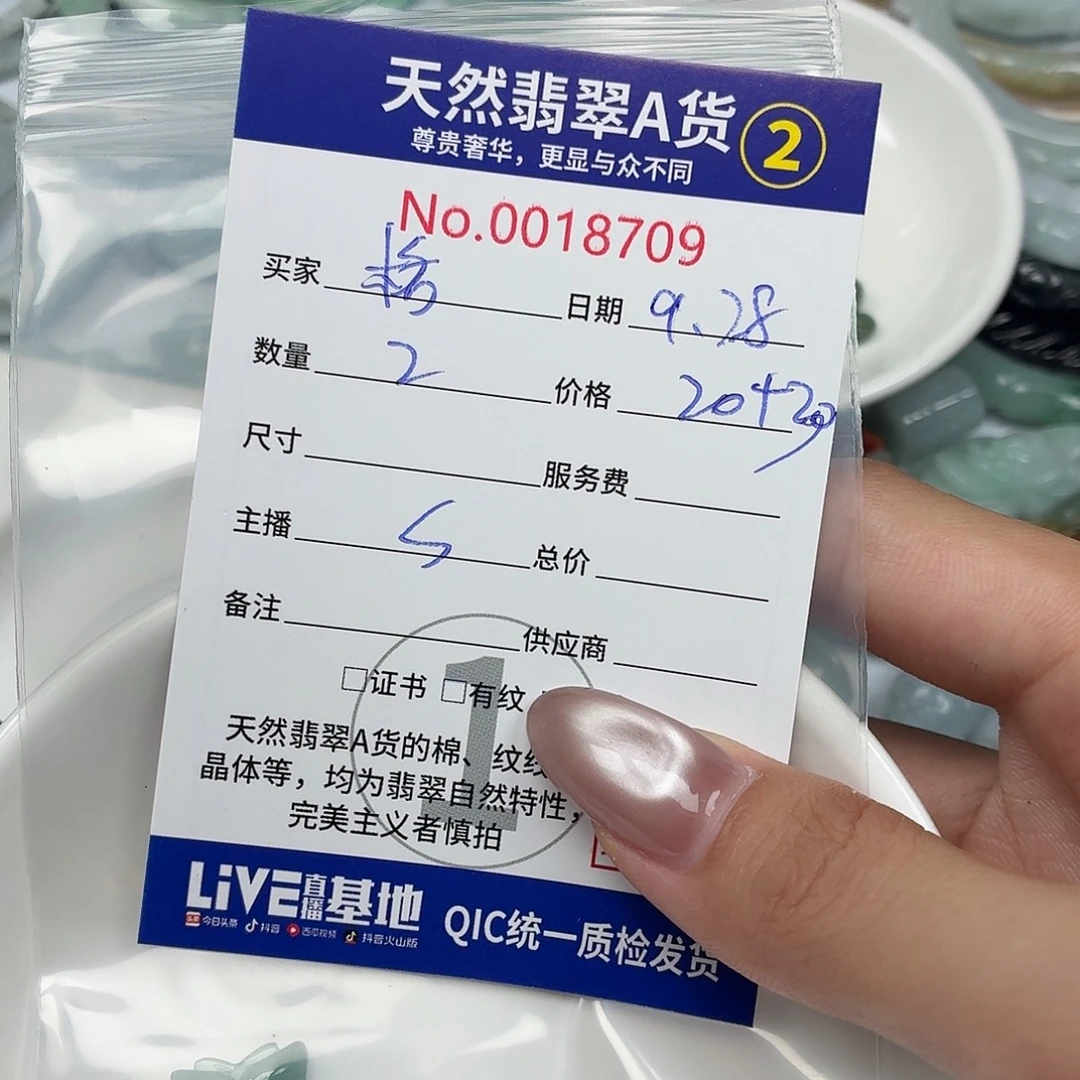 天然翡翠A货 2
尊贵奢华，更显与众不同
No.0018709
买家 日期 9.28
数量 2 价格 20+20
尺寸 服务费
主播 S 总价
备注 供应商
□证书 □有纹
天然翡翠A货的棉、纹
晶体等，均为翡翠自然特性，
完美主义者慎拍
1
LiVE直播基地 QIC统一质检发货
今日头条 抖音 西瓜视频 抖音火山版